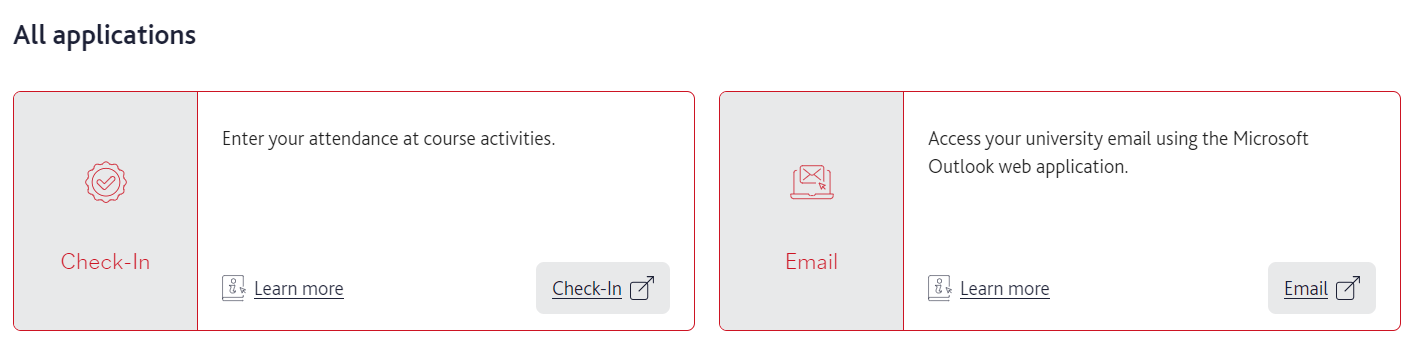 All applications
Enter your attendance at course activities.
Check-In
Learn more
Check-In
Access your university email using the Microsoft
Outlook web application.
Email
Learn more
Email